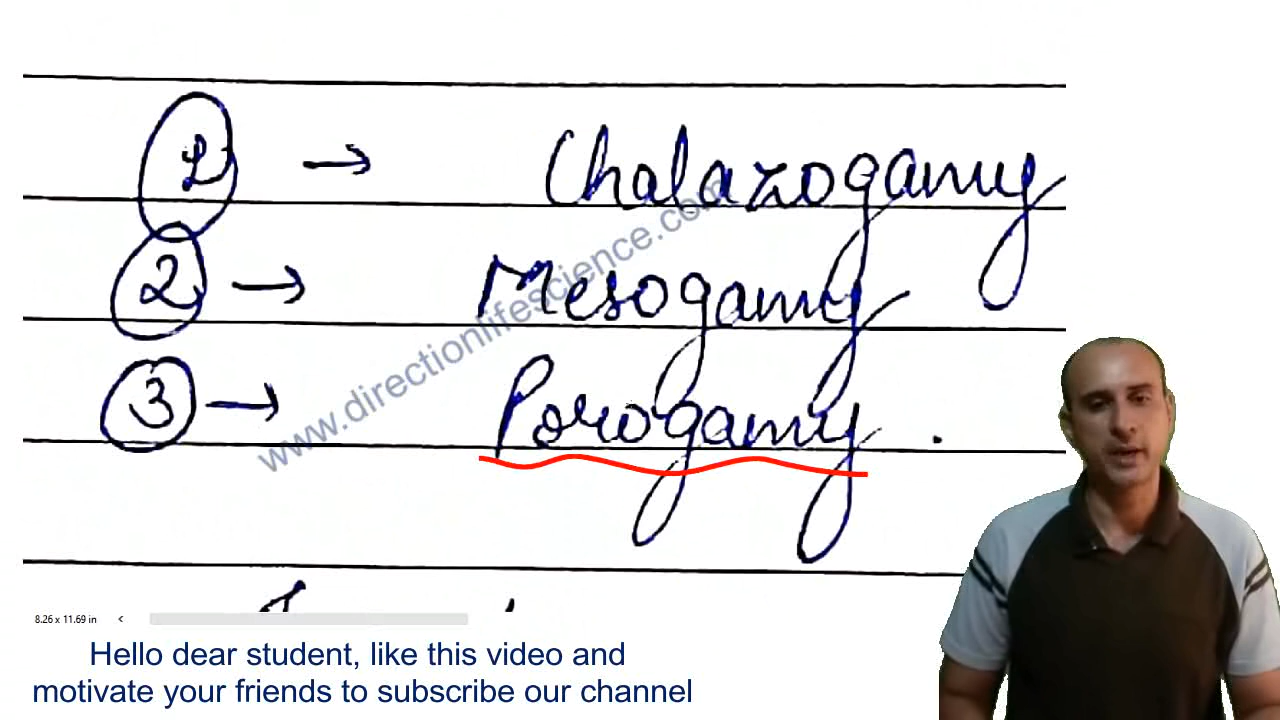 1 → Chalazogamy
2 → Mesogamy
3 → Porogamy .
www.directionlifescience.com
8.26 x 11.69 in <
Hello dear student, like this video and
motivate your friends to subscribe our channel